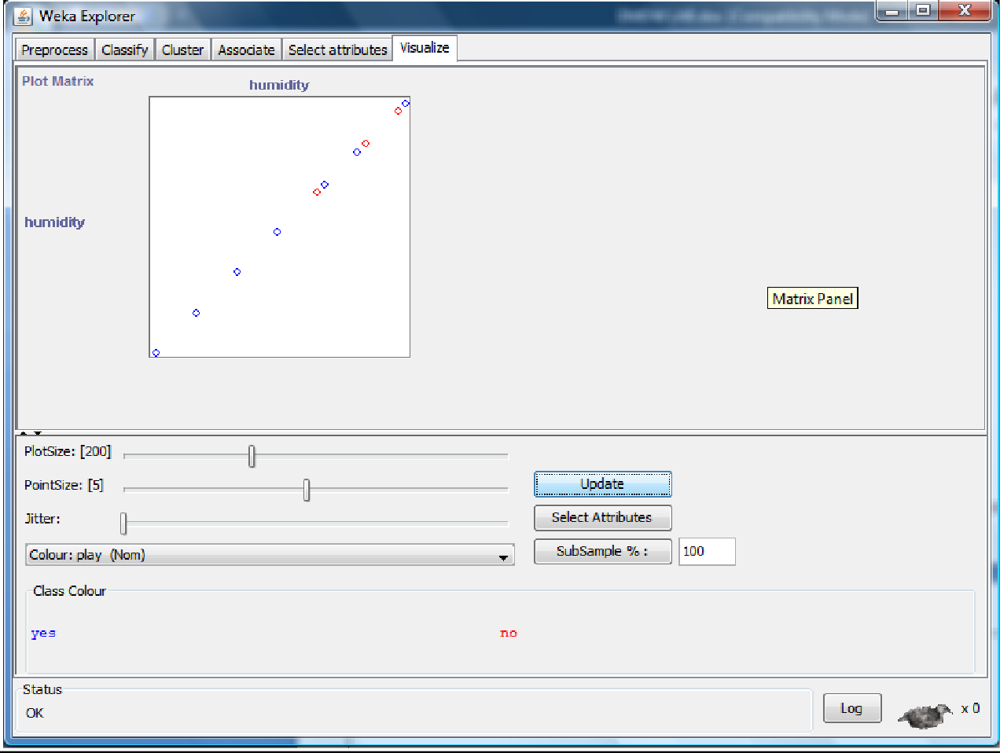 Weka Explorer
Preprocess Classify Cluster Associate Select attributes Visualize
Plot Matrix
humidity
humidity
Matrix Panel
PlotSize: [200]
PointSize: [5]
Update
Jitter:
Select Attributes
Colour: play (Nom)
SubSample % :
100
Class Colour
yes
no
Status
OK
Log
x 0